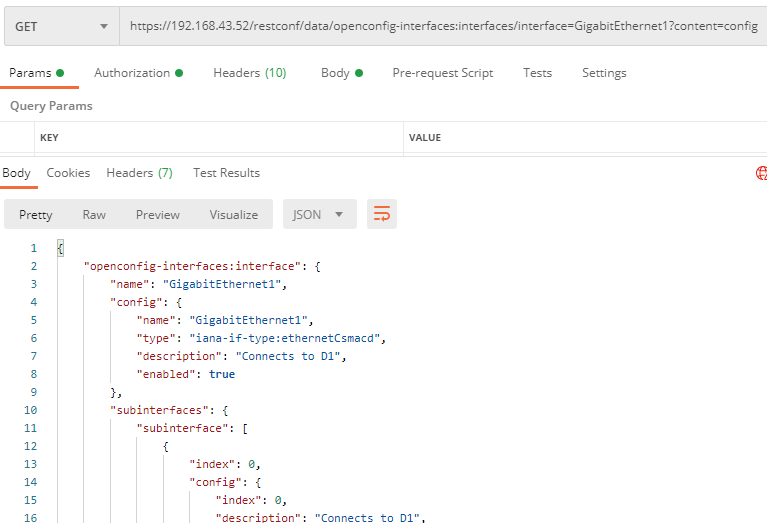 GET https://192.168.43.52/restconf/data/openconfig-interfaces:interfaces/interface=GigabitEthernet1?content=config
Params Authorization Headers (10) Body Pre-request Script Tests Settings
Query Params
KEY VALUE
Body Cookies Headers (7) Test Results
Pretty Raw Preview Visualize JSON
1 {
2 "openconfig-interfaces:interface": {
3 "name": "GigabitEthernet1",
4 "config": {
5 "name": "GigabitEthernet1",
6 "type": "iana-if-type:ethernetCsmacd",
7 "description": "Connects to D1",
8 "enabled": true
9 },
10 "subinterfaces": {
11 "subinterface": [
12 {
13 "index": 0,
14 "config": {
15 "index": 0,
16 "description": "Connects to D1",